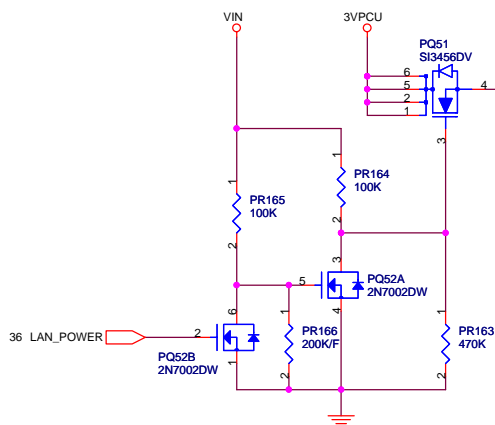 VIN
3VPCU
PQ51
SI3456DV
6
5
2
1
4
3
1
PR165
100K
2
1
PR164
100K
2
3
5
PQ52A
2N7002DW
4
36 LAN_POWER
2
6
1
PQ52B
2N7002DW
1
PR166
200K/F
2
1
PR163
470K
2